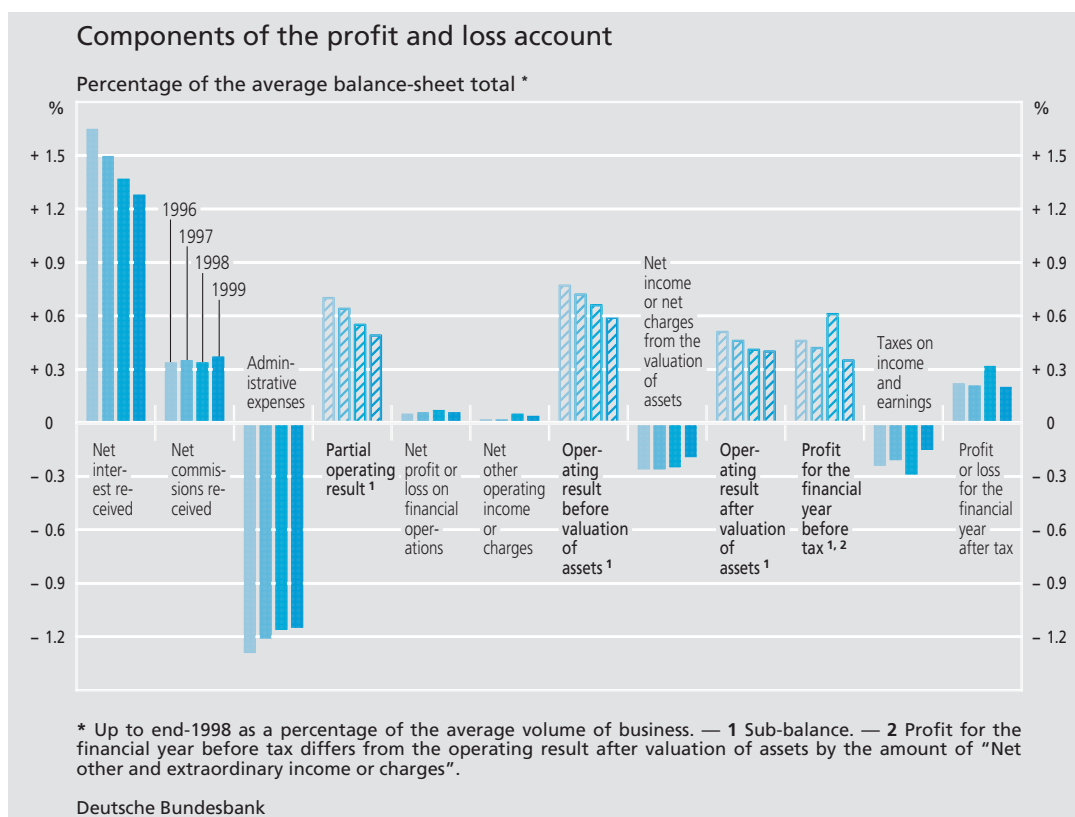 Components of the profit and loss account
Percentage of the average balance-sheet total *
% %
+ 1.5 + 1.5
+ 1.2 + 1.2
+ 0.9 + 0.9
+ 0.6 + 0.6
+ 0.3 + 0.3
0 0
– 0.3 – 0.3
– 0.6 – 0.6
– 0.9 – 0.9
– 1.2 – 1.2
1996
1997
1998
1999
Net
inter-
est re-
ceived
Net
commis-
sions re-
ceived
Admin-
istrative
expenses
Partial
operating
result 1
Net
profit or
loss on
financial
oper-
ations
Net
other
operating
income
or
charges
Oper-
ating
result
before
valuation
of
assets 1
Net
income
or net
charges
from the
valuation
of
assets
Oper-
ating
result
after
valuation
of
assets 1
Profit
for the
financial
year
before
tax 1, 2
Taxes on
income
and
earnings
Profit
or loss
for the
financial
year
after tax
* Up to end-1998 as a percentage of the average volume of business. — 1 Sub-balance. — 2 Profit for the
financial year before tax differs from the operating result after valuation of assets by the amount of “Net
other and extraordinary income or charges”.
Deutsche Bundesbank